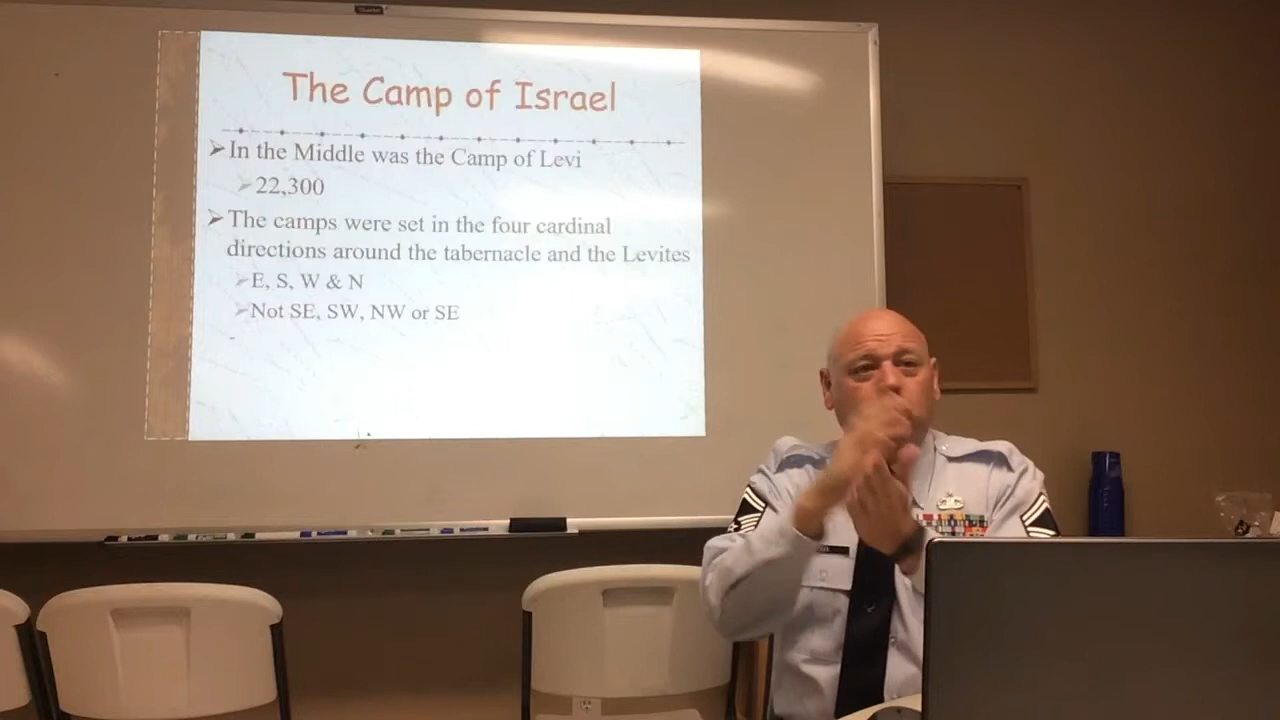 The Camp of Israel
In the Middle was the Camp of Levi
22,300
The camps were set in the four cardinal
directions around the tabernacle and the Levites
E, S, W & N
Not SE, SW, NW or SE